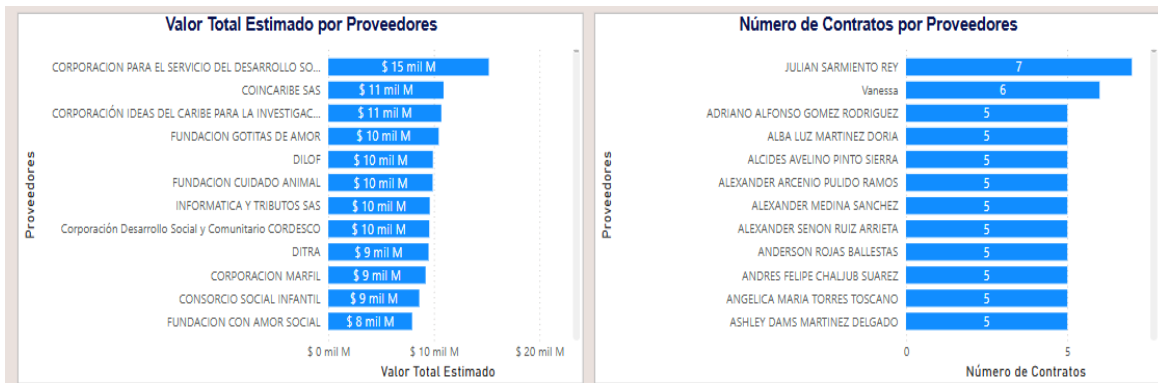 Valor Total Estimado por Proveedores
Proveedores
CORPORACION PARA EL SERVICIO DEL DESARROLLO SO... $ 15 mil M
COINCARIBE SAS $ 11 mil M
CORPORACIÓN IDEAS DEL CARIBE PARA LA INVESTIGAC... $ 11 mil M
FUNDACION GOTITAS DE AMOR $ 10 mil M
DILOF $ 10 mil M
FUNDACION CUIDADO ANIMAL $ 10 mil M
INFORMATICA Y TRIBUTOS SAS $ 10 mil M
Corporación Desarrollo Social y Comunitario CORDESCO $ 10 mil M
DITRA $ 9 mil M
CORPORACION MARFIL $ 9 mil M
CONSORCIO SOCIAL INFANTIL $ 9 mil M
FUNDACION CON AMOR SOCIAL $ 8 mil M
$ 0 mil M $ 10 mil M $ 20 mil M
Valor Total Estimado
Número de Contratos por Proveedores
Proveedores
JULIAN SARMIENTO REY 7
Vanessa 6
ADRIANO ALFONSO GOMEZ RODRIGUEZ 5
ALBA LUZ MARTINEZ DORIA 5
ALCIDES AVELINO PINTO SIERRA 5
ALEXANDER ARCENIO PULIDO RAMOS 5
ALEXANDER MEDINA SANCHEZ 5
ALEXANDER SENON RUIZ ARRIETA 5
ANDERSON ROJAS BALLESTAS 5
ANDRES FELIPE CHALJUB SUAREZ 5
ANGELICA MARIA TORRES TOSCANO 5
ASHLEY DAMS MARTINEZ DELGADO 5
0 5
Número de Contratos